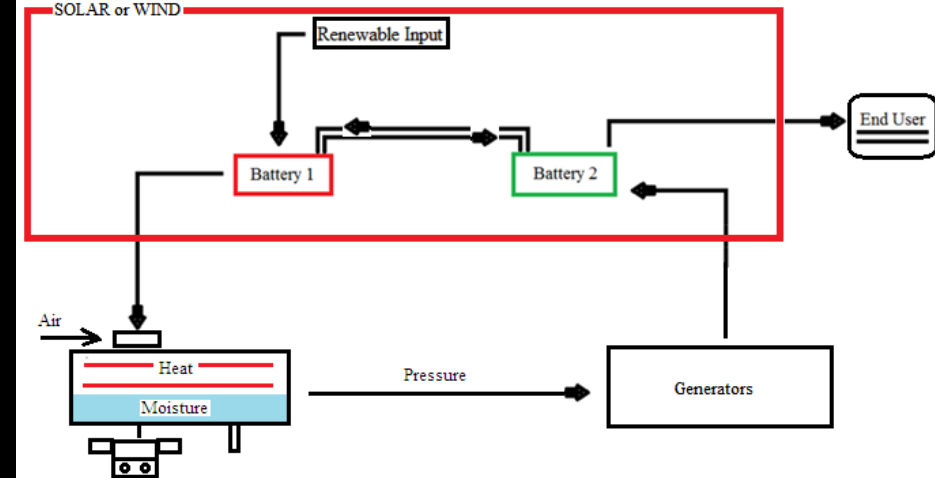 SOLAR or WIND
Renewable Input
End User
Battery 1
Battery 2
Air
Heat
Pressure
Generators
Moisture